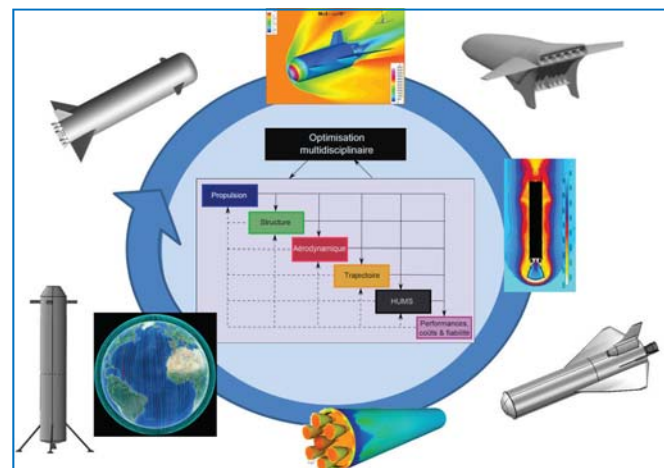 Optimisation
multidisciplinaire
Propulsion
Structure
Aérodynamique
Trajectoire
HUMS
Performances,
coûts & fiabilité